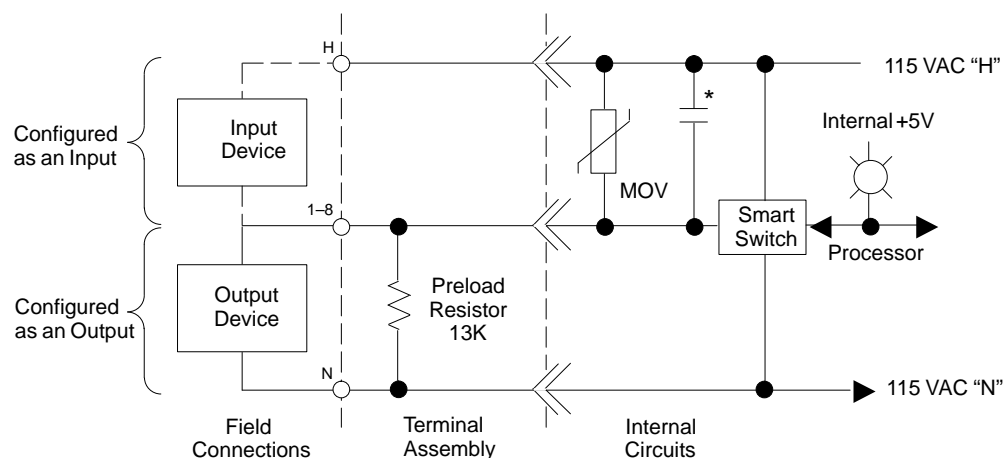 H
115 VAC “H”
*
Internal +5V
Configured
as an Input
Input
Device
MOV
1–8
Smart
Switch
Processor
Configured
as an Output
Output
Device
Preload
Resistor
13K
N
115 VAC “N”
Field
Connections
Terminal
Assembly
Internal
Circuits